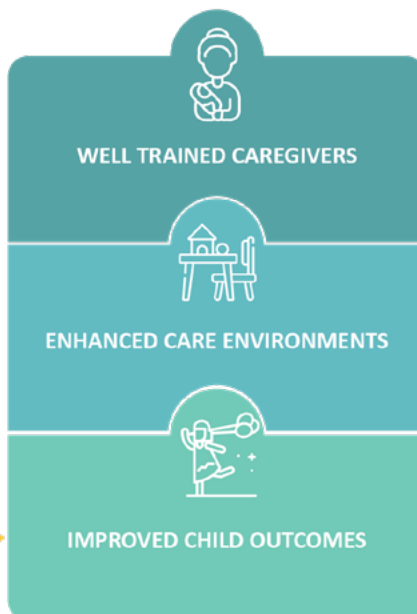 WELL TRAINED CAREGIVERS
ENHANCED CARE ENVIRONMENTS
IMPROVED CHILD OUTCOMES